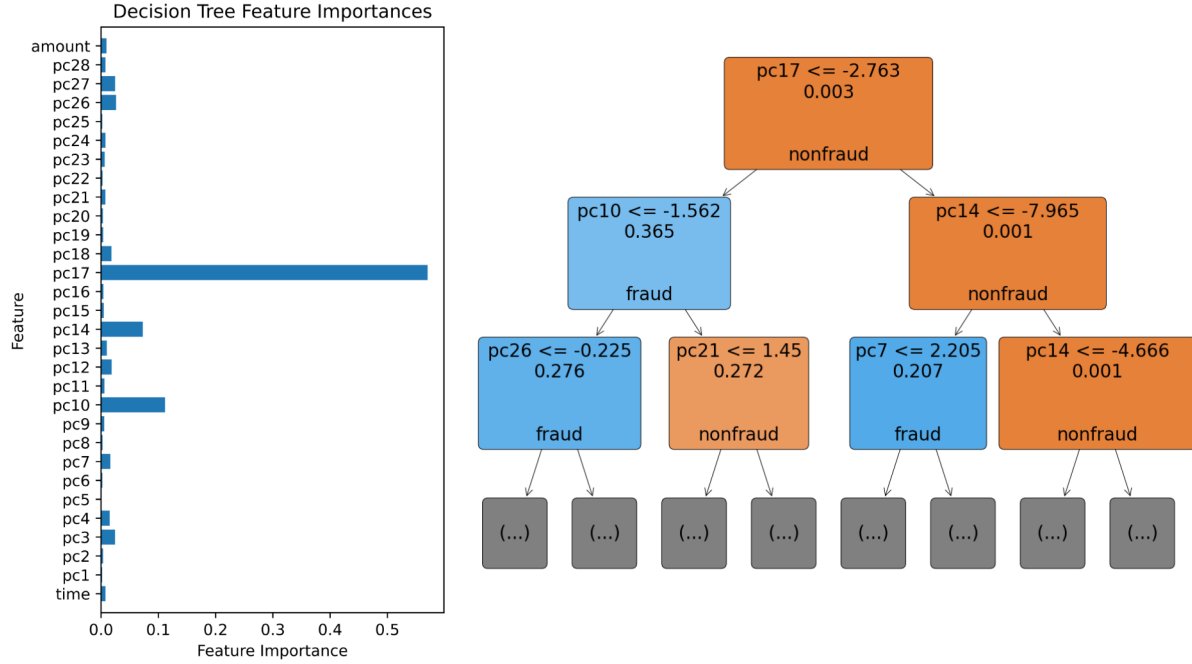 Decision Tree Feature Importances
Feature
amount
pc28
pc27
pc26
pc25
pc24
pc23
pc22
pc21
pc20
pc19
pc18
pc17
pc16
pc15
pc14
pc13
pc12
pc11
pc10
pc9
pc8
pc7
pc6
pc5
pc4
pc3
pc2
pc1
time
0.0 0.1 0.2 0.3 0.4 0.5
Feature Importance
pc17 <= -2.763
0.003
nonfraud
pc10 <= -1.562
0.365
fraud
pc14 <= -7.965
0.001
nonfraud
pc26 <= -0.225
0.276
fraud
pc21 <= 1.45
0.272
nonfraud
pc7 <= 2.205
0.207
fraud
pc14 <= -4.666
0.001
nonfraud
(...) (...) (...) (...) (...) (...) (...) (...)